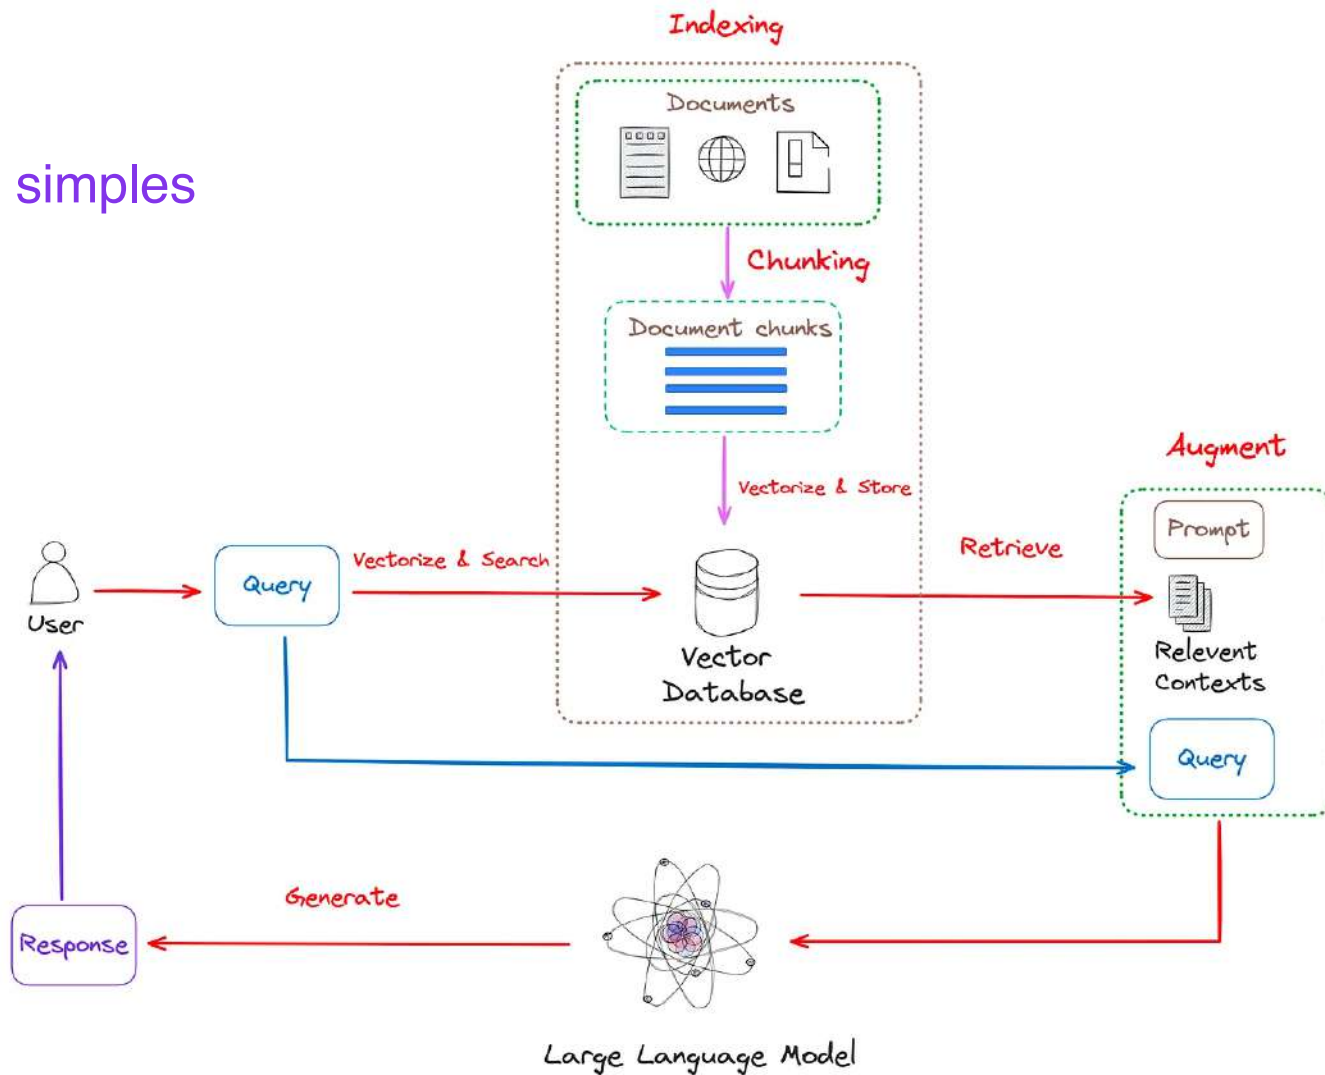 Indexing
Documents
simples
Chunking
Document chunks
Vectorize & Store
Augment
Prompt
Relevent
Contexts
Query
User
Query
Vectorize & Search
Vector
Database
Retrieve
Generate
Response
Large Language Model